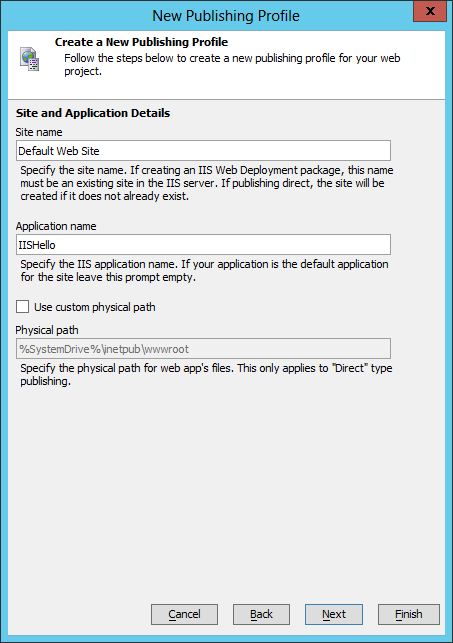 New Publishing Profile
Create a New Publishing Profile
Follow the steps below to create a new publishing profile for your web
project.
Site and Application Details
Site name
Default Web Site
Specify the site name. If creating an IIS Web Deployment package, this name
must be an existing site in the IIS server. If publishing direct, the site will be
created if it does not already exist.
Application name
IISHello
Specify the IIS application name. If your application is the default application
for the site leave this prompt empty.
Use custom physical path
Physical path
%SystemDrive%\inetpub\wwwroot
Specify the physical path for web app's files. This only applies to "Direct" type
publishing.
Cancel Back Next Finish